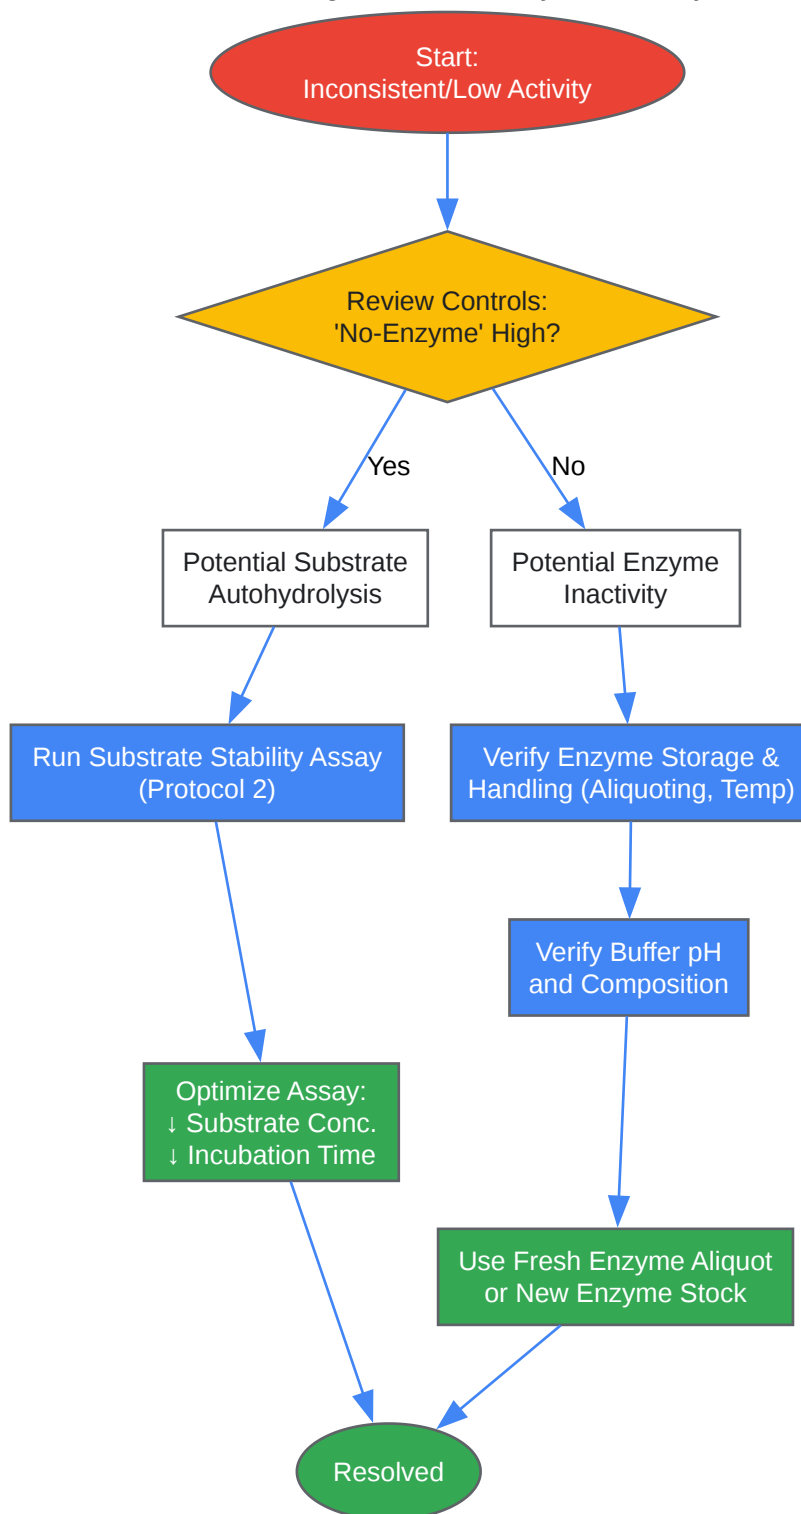 Start:
Inconsistent/Low Activity
Review Controls:
'No-Enzyme' High?
Yes
No
Potential Substrate
Autohydrolysis
Potential Enzyme
Inactivity
Run Substrate Stability Assay
(Protocol 2)
Verify Enzyme Storage &
Handling (Aliquoting, Temp)
Verify Buffer pH
and Composition
Optimize Assay:
↓ Substrate Conc.
↓ Incubation Time
Use Fresh Enzyme Aliquot
or New Enzyme Stock
Resolved